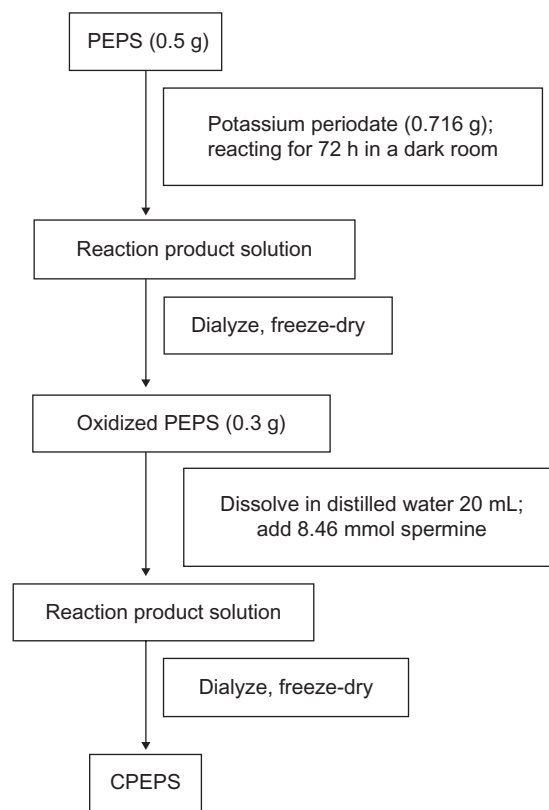 PEPS (0.5 g)
Potassium periodate (0.716 g);
reacting for 72 h in a dark room
Reaction product solution
Dialyze, freeze-dry
Oxidized PEPS (0.3 g)
Dissolve in distilled water 20 mL;
add 8.46 mmol spermine
Reaction product solution
Dialyze, freeze-dry
CPEPS